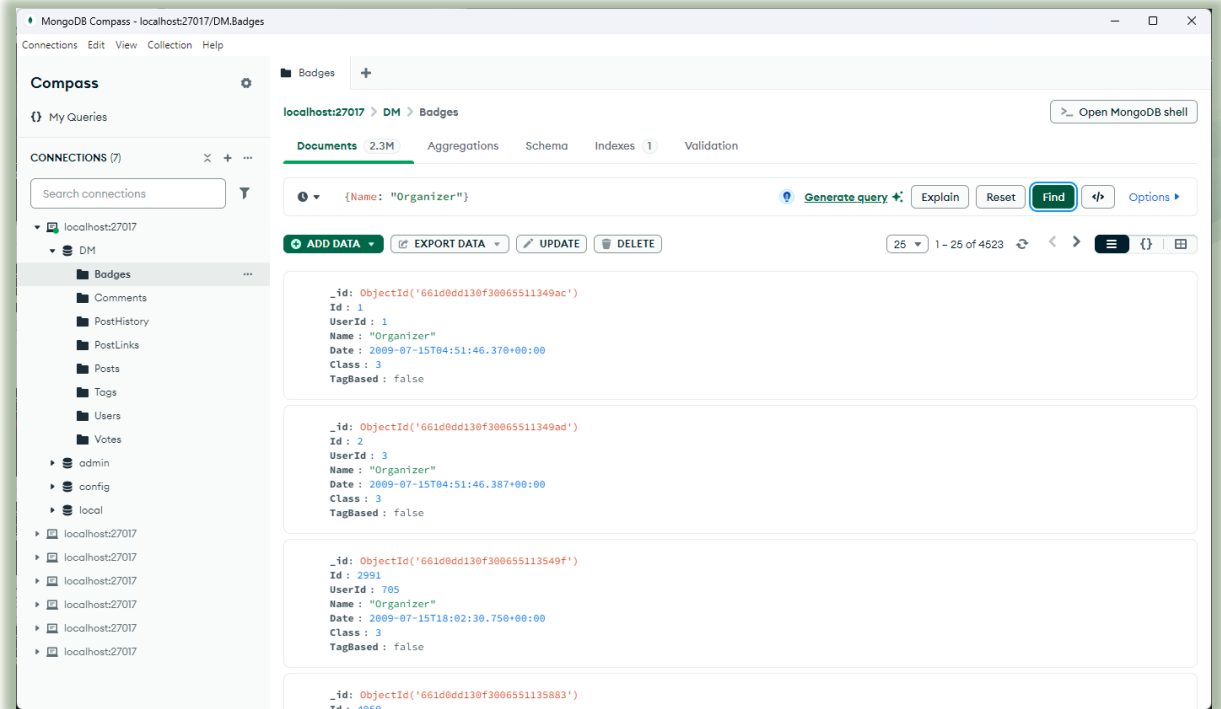 MongoDB Compass - localhost:27017/DM.Badges
Connections Edit View Collection Help
Compass
{} My Queries
CONNECTIONS (7)
Search connections
localhost:27017
DM
Badges
Comments
PostHistory
PostLinks
Posts
Tags
Users
Votes
admin
config
local
localhost:27017
localhost:27017
localhost:27017
localhost:27017
localhost:27017
localhost:27017
Badges
localhost:27017 > DM > Badges
>_ Open MongoDB shell
Documents 2.3M Aggregations Schema Indexes 1 Validation
{Name: "Organizer"}
Generate query Explain Reset Find </> Options
ADD DATA EXPORT DATA UPDATE DELETE
25 1 – 25 of 4523 {}
_id: ObjectId('661d0dd130f30065511349ac')
Id : 1
UserId : 1
Name : "Organizer"
Date : 2009-07-15T04:51:46.370+00:00
Class : 3
TagBased : false
_id: ObjectId('661d0dd130f30065511349ad')
Id : 2
UserId : 3
Name : "Organizer"
Date : 2009-07-15T04:51:46.387+00:00
Class : 3
TagBased : false
_id: ObjectId('661d0dd130f300655113549f')
Id : 2991
UserId : 705
Name : "Organizer"
Date : 2009-07-15T18:02:30.750+00:00
Class : 3
TagBased : false
_id: ObjectId('661d0dd130f3006551135883')
Id : 4060